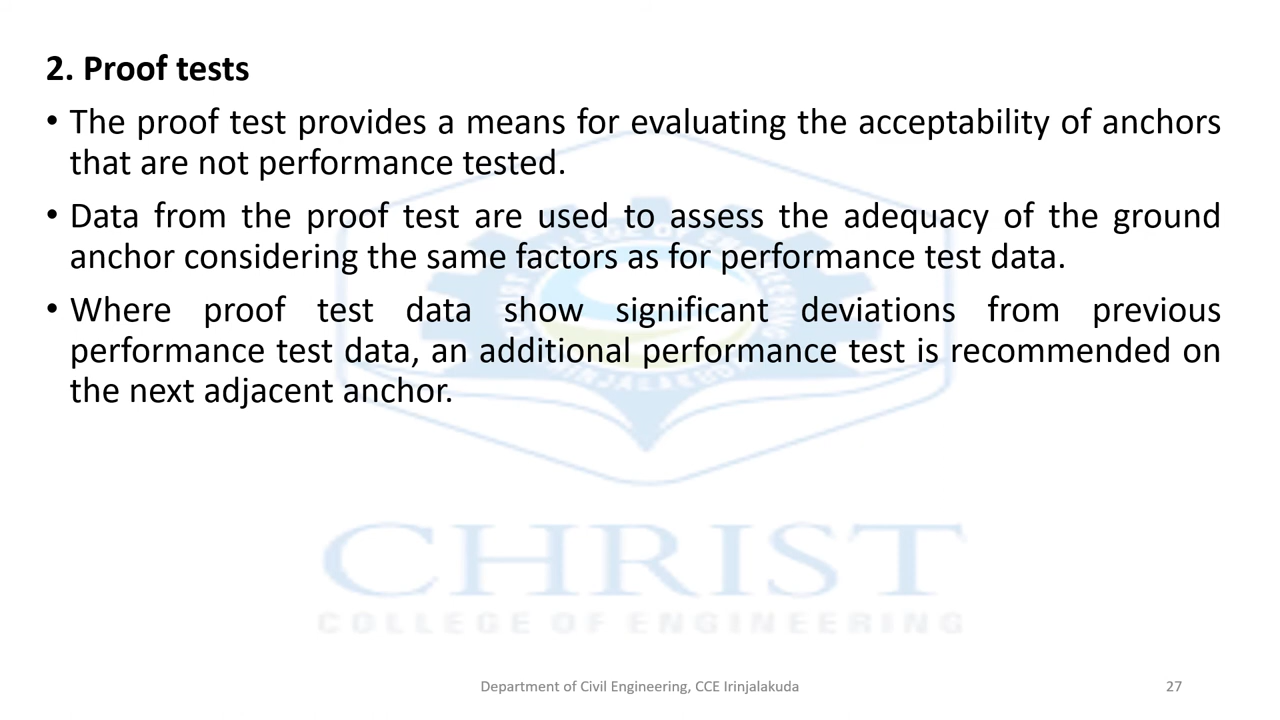 2. Proof tests
• The proof test provides a means for evaluating the acceptability of anchors
that are not performance tested.
• Data from the proof test are used to assess the adequacy of the ground
anchor considering the same factors as for performance test data.
• Where proof test data show significant deviations from previous
performance test data, an additional performance test is recommended on
the next adjacent anchor.
CHRIST
COLLEGE OF ENGINEERING
Department of Civil Engineering, CCE Irinjalakuda
27